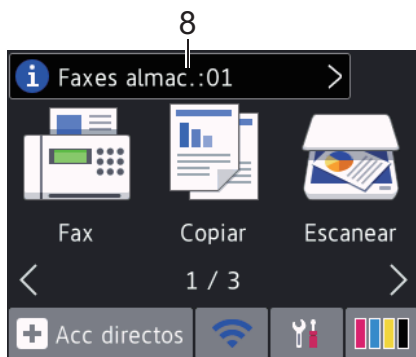 8
i Faxes almac.:01 >
Fax Copiar Escanear
< 1 / 3 >
+ Acc directos